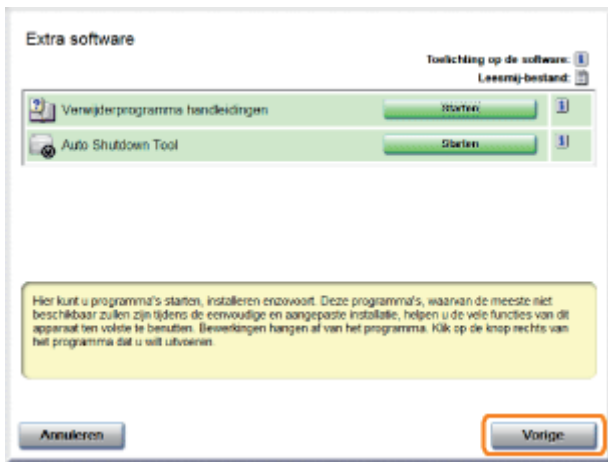 Extra software
Toelichting op de software:
Leesmij-bestand:
Verwijderprogramma handleidingen
Starten
Auto Shutdown Tool
Starten
Hier kunt u programma's starten, installeren enzovoort. Deze programma's, waarvan de meeste niet
beschikbaar zullen zijn tijdens de eenvoudige en aangepaste installatie, helpen u de vele functies van dit
apparaat ten volste te benutten. Bewerkingen hangen af van het programma. Klik op de knop rechts van
het programma dat u wilt uitvoeren.
Annuleren
Vorige